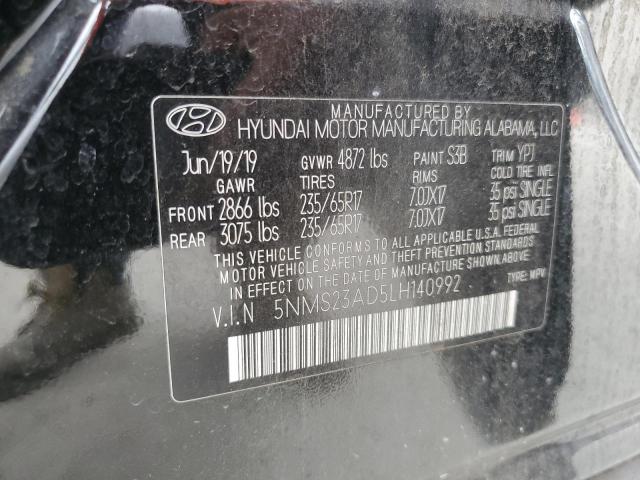 MANUFACTURED BY
HYUNDAI MOTOR MANUFACTURING ALABAMA, LLC
Jun/19/19 GVWR 4872 lbs PAINT S3B TRIM YPJ
GAWR TIRES RIMS COLD TIRE INFL
FRONT 2866 lbs 235/65R17 7.0JX17 35 psi SINGLE
REAR 3075 lbs 235/65R17 7.0JX17 35 psi SINGLE
THIS VEHICLE CONFORMS TO ALL APPLICABLE U.S.A. FEDERAL
MOTOR VEHICLE SAFETY AND THEFT PREVENTION STANDARDS
IN EFFECT ON THE DATE OF MANUFACTURE SHOWN ABOVE.
V.I.N 5NMS23AD5LH140992 TYPE: MPV